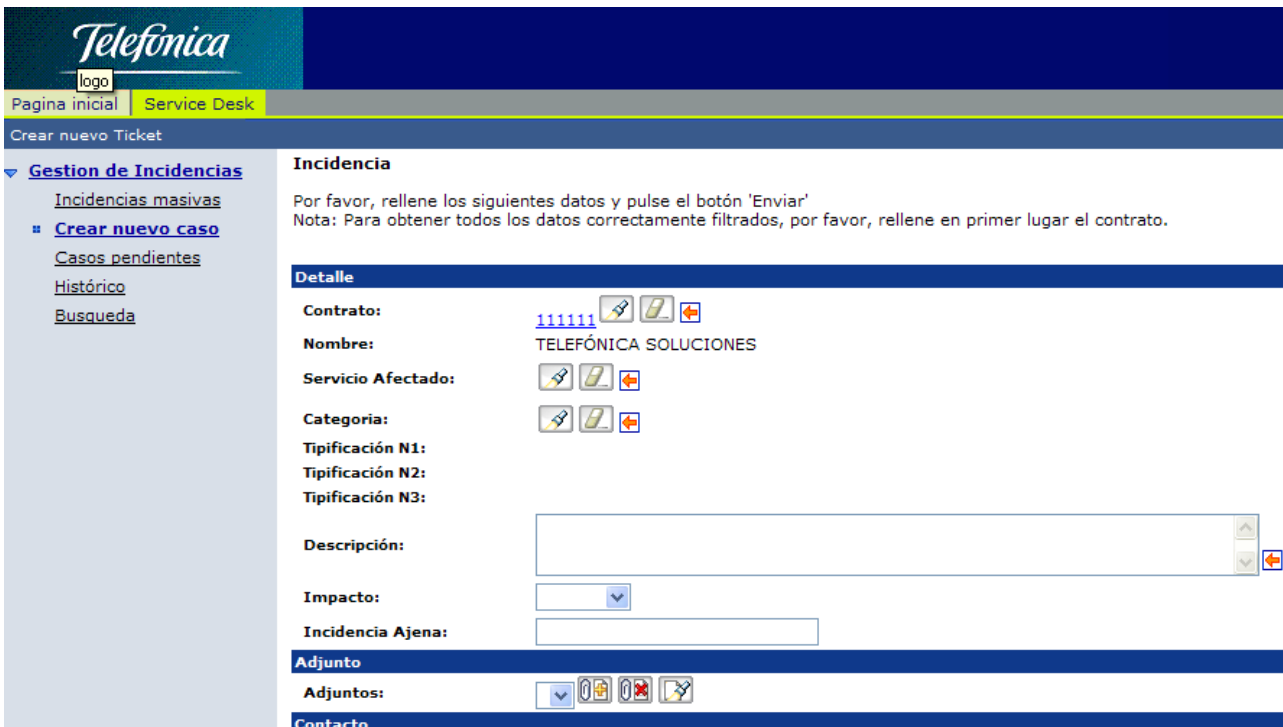 Telefónica
logo
Pagina inicial Service Desk
Crear nuevo Ticket
Gestion de Incidencias
Incidencias masivas
Crear nuevo caso
Casos pendientes
Histórico
Busqueda
Incidencia
Por favor, rellene los siguientes datos y pulse el botón 'Enviar'
Nota: Para obtener todos los datos correctamente filtrados, por favor, rellene en primer lugar el contrato.
Detalle
Contrato: 111111
Nombre: TELEFÓNICA SOLUCIONES
Servicio Afectado:
Categoria:
Tipificación N1:
Tipificación N2:
Tipificación N3:
Descripción:
Impacto:
Incidencia Ajena:
Adjunto
Adjuntos:
Contacto